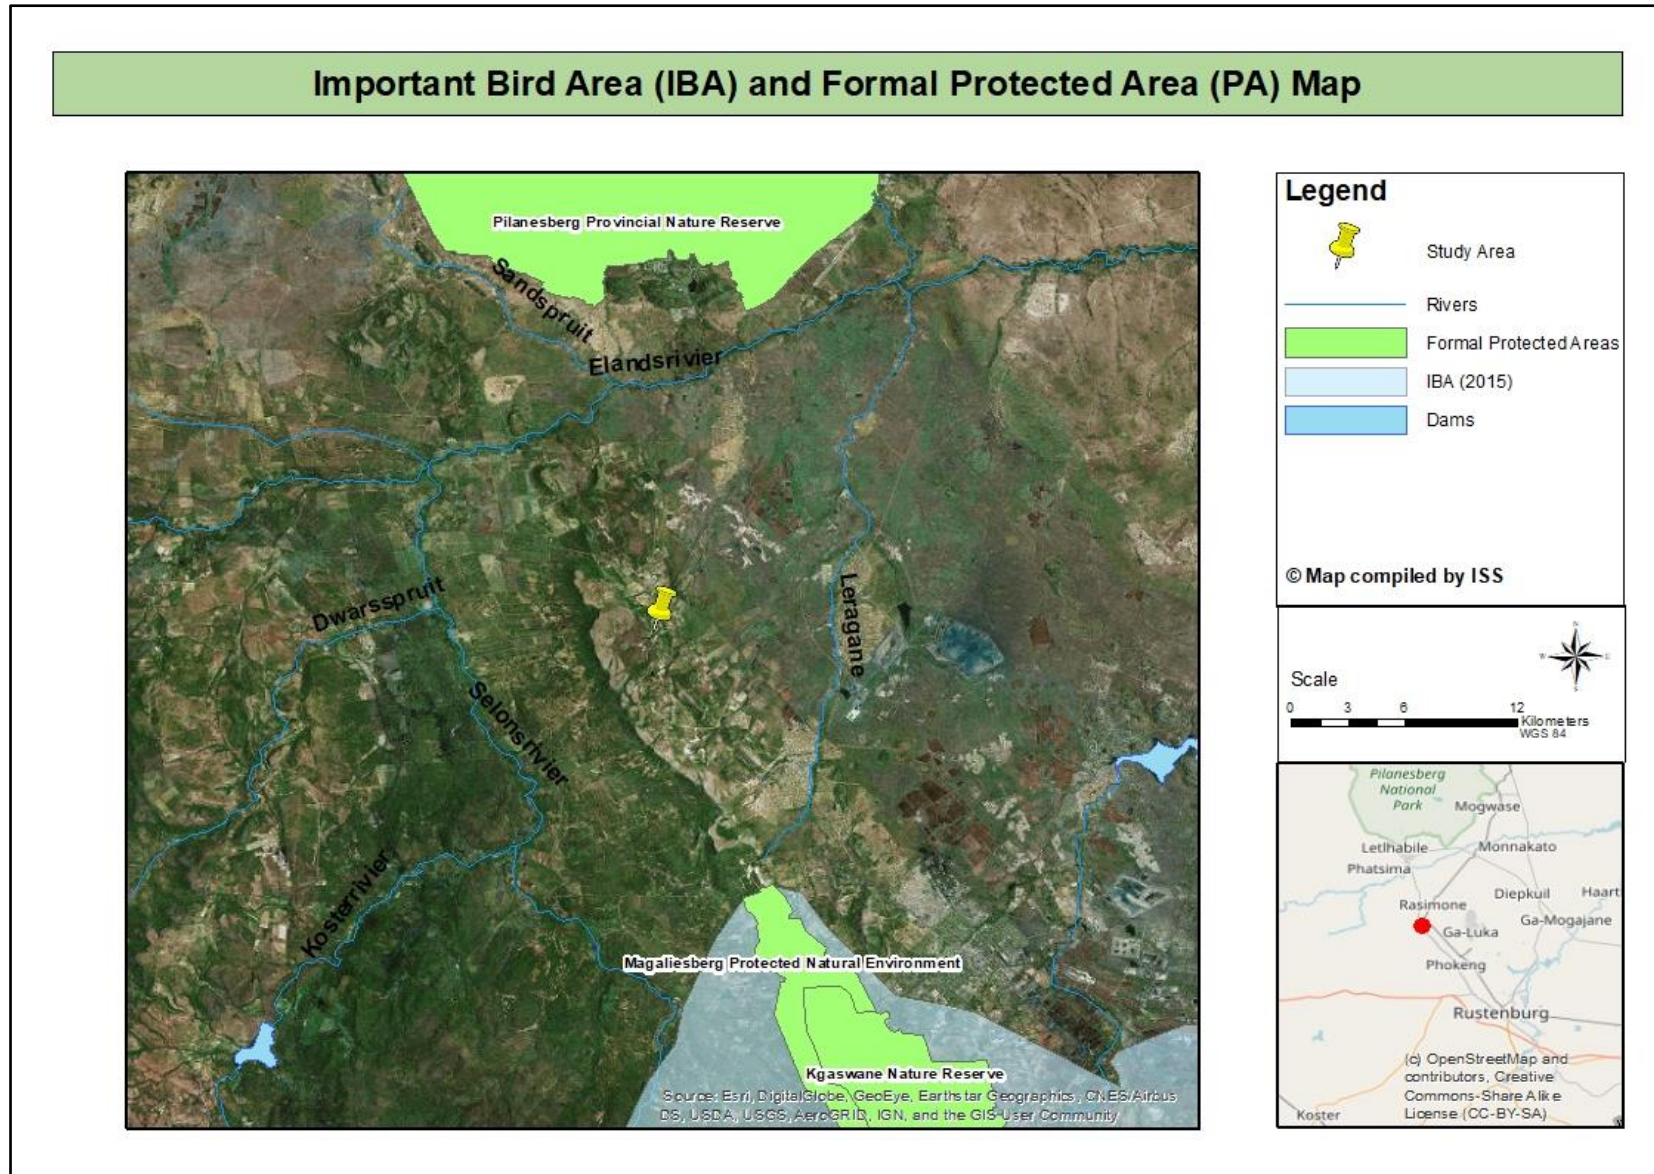 Important Bird Area (IBA) and Formal Protected Area (PA) Map
Pilanesberg Provincial Nature Reserve
Sandspruit
Elandsrivier
Dwarsspruit
Selonsrivier
Leragane
Kosterrivier
Magaliesberg Protected Natural Environment
Kgaswane Nature Reserve
Source: Esri, DigitalGlobe, GeoEye, Earthstar Geographics, CNES/Airbus
DS, USDA, USGS, AeroGRID, IGN, and the GIS User Community
Legend
Study Area
Rivers
Formal Protected Areas
IBA (2015)
Dams
© Map compiled by ISS
N
W
E
S
Scale
0 3 6 12
Kilometers
WGS 84
Pilanesberg
National
Park
Mogwase
Letlhabile
Monnakato
Phatsima
Diepkuil
Haart
Rasimone
Ga-Mogajane
Ga-Luka
Phokeng
Rustenburg
Koster
(c) OpenStreetMap and
contributors, Creative
Commons-Share Alike
License (CC-BY-SA)